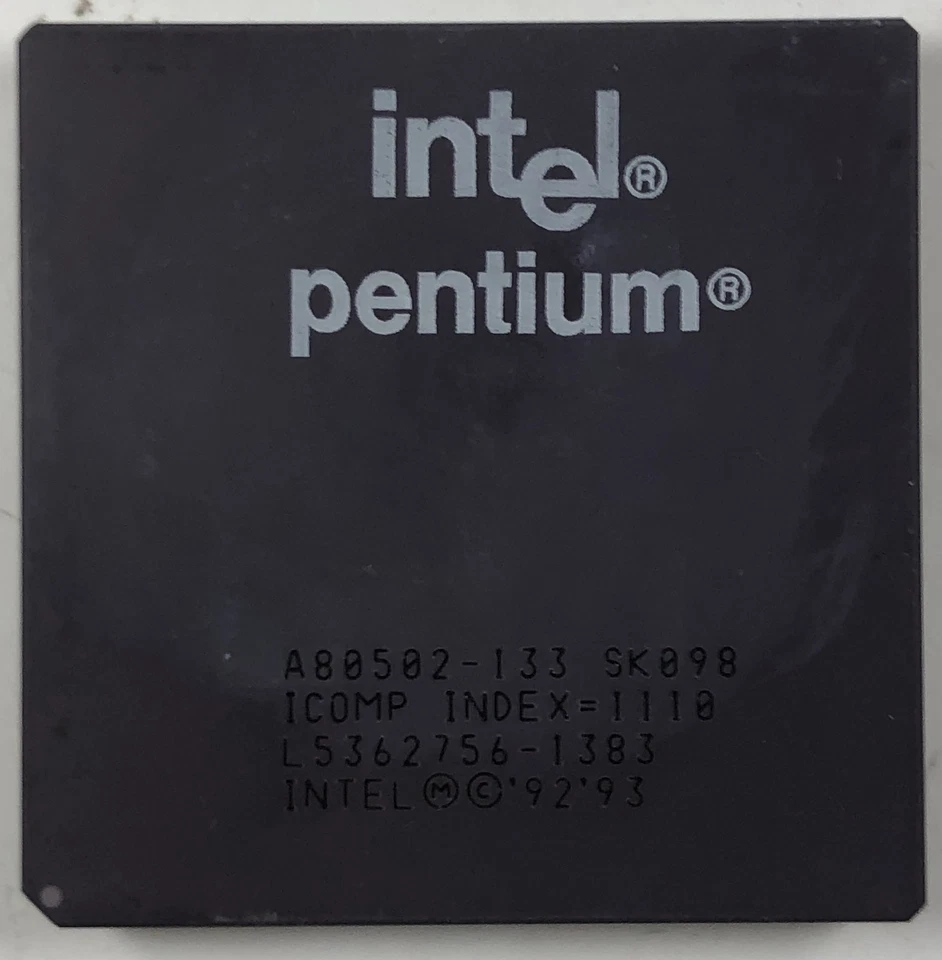 intel®
pentium®
A80502-133 SK098
ICOMP INDEX=1110
L5362756-1383
INTEL Ⓜ © '92 '93